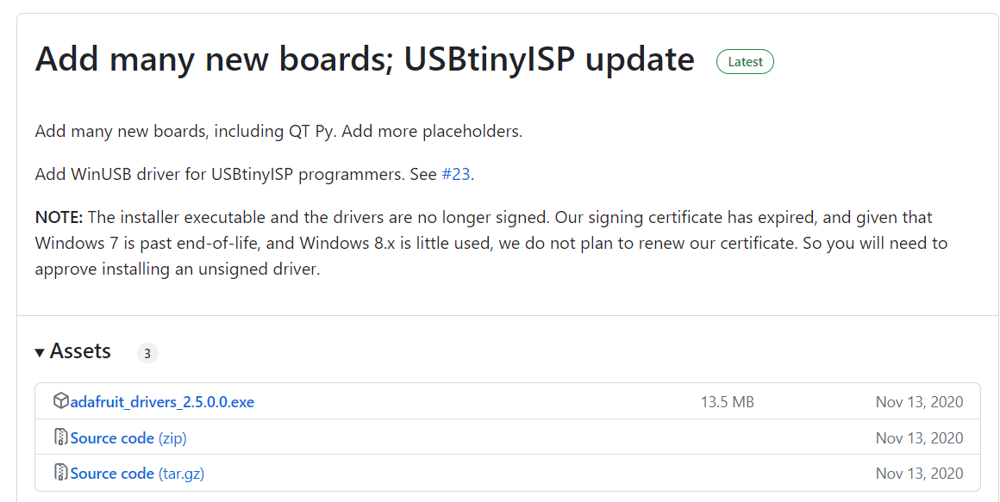 Add many new boards; USBtinyISP update Latest
Add many new boards, including QT Py. Add more placeholders.
Add WinUSB driver for USBtinyISP programmers. See #23.
NOTE: The installer executable and the drivers are no longer signed. Our signing certificate has expired, and given that
Windows 7 is past end-of-life, and Windows 8.x is little used, we do not plan to renew our certificate. So you will need to
approve installing an unsigned driver.
Assets 3
adafruit_drivers_2.5.0.0.exe 13.5 MB Nov 13, 2020
Source code (zip) Nov 13, 2020
Source code (tar.gz) Nov 13, 2020